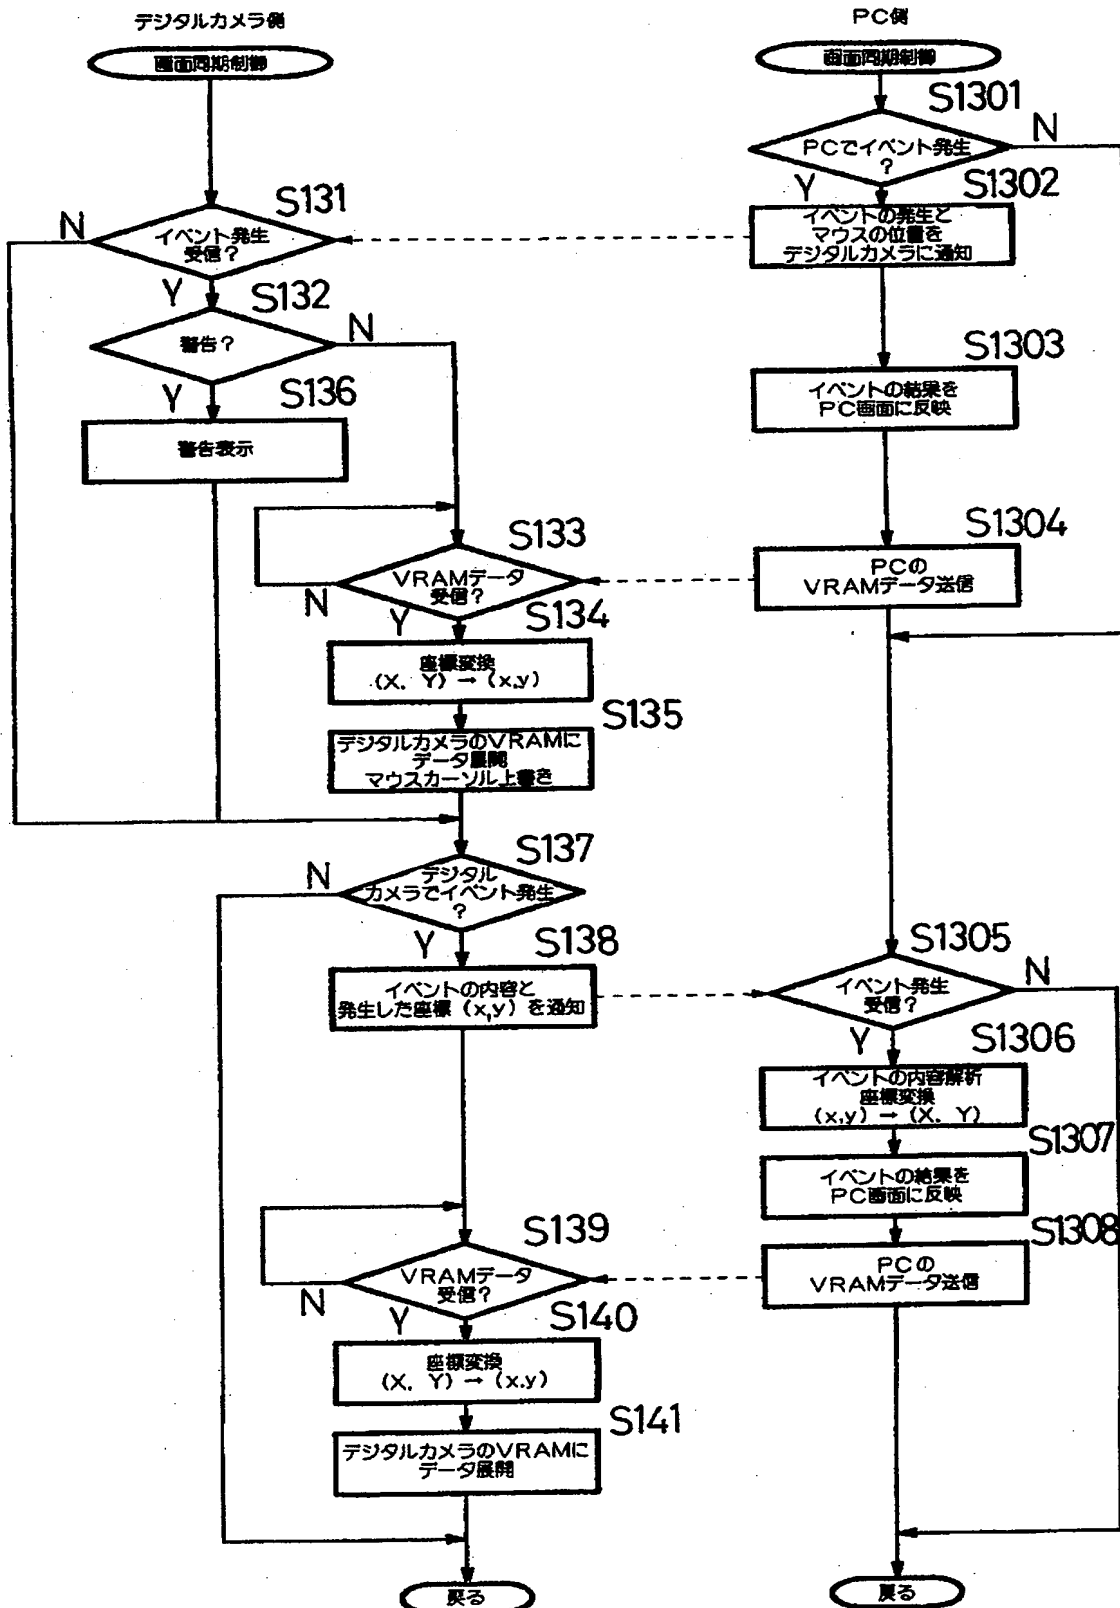 デジタルカメラ側
画面同期制御
S131
イベント発生
受信？
N
Y
S132
警告？
N
Y
S136
警告表示
S133
VRAMデータ
受信？
N
Y
S134
座標変換
(X. Y) → (x,y)
S135
デジタルカメラのVRAMに
データ展開
マウスカーソル上書き
S137
デジタル
カメラでイベント発生
？
N
Y
S138
イベントの内容と
発生した座標 (x,y) を通知
S139
VRAMデータ
受信？
N
Y
S140
座標変換
(X. Y) → (x.y)
S141
デジタルカメラのVRAMに
データ展開
戻る
PC側
画面同期制御
S1301
PCでイベント発生
？
N
Y
S1302
イベントの発生と
マウスの位置を
デジタルカメラに通知
S1303
イベントの結果を
PC画面に反映
S1304
PCの
VRAMデータ送信
S1305
イベント発生
受信？
N
Y
S1306
イベントの内容解析
座標変換
(x,y) → (X. Y)
S1307
イベントの結果を
PC画面に反映
S1308
PCの
VRAMデータ送信
戻る